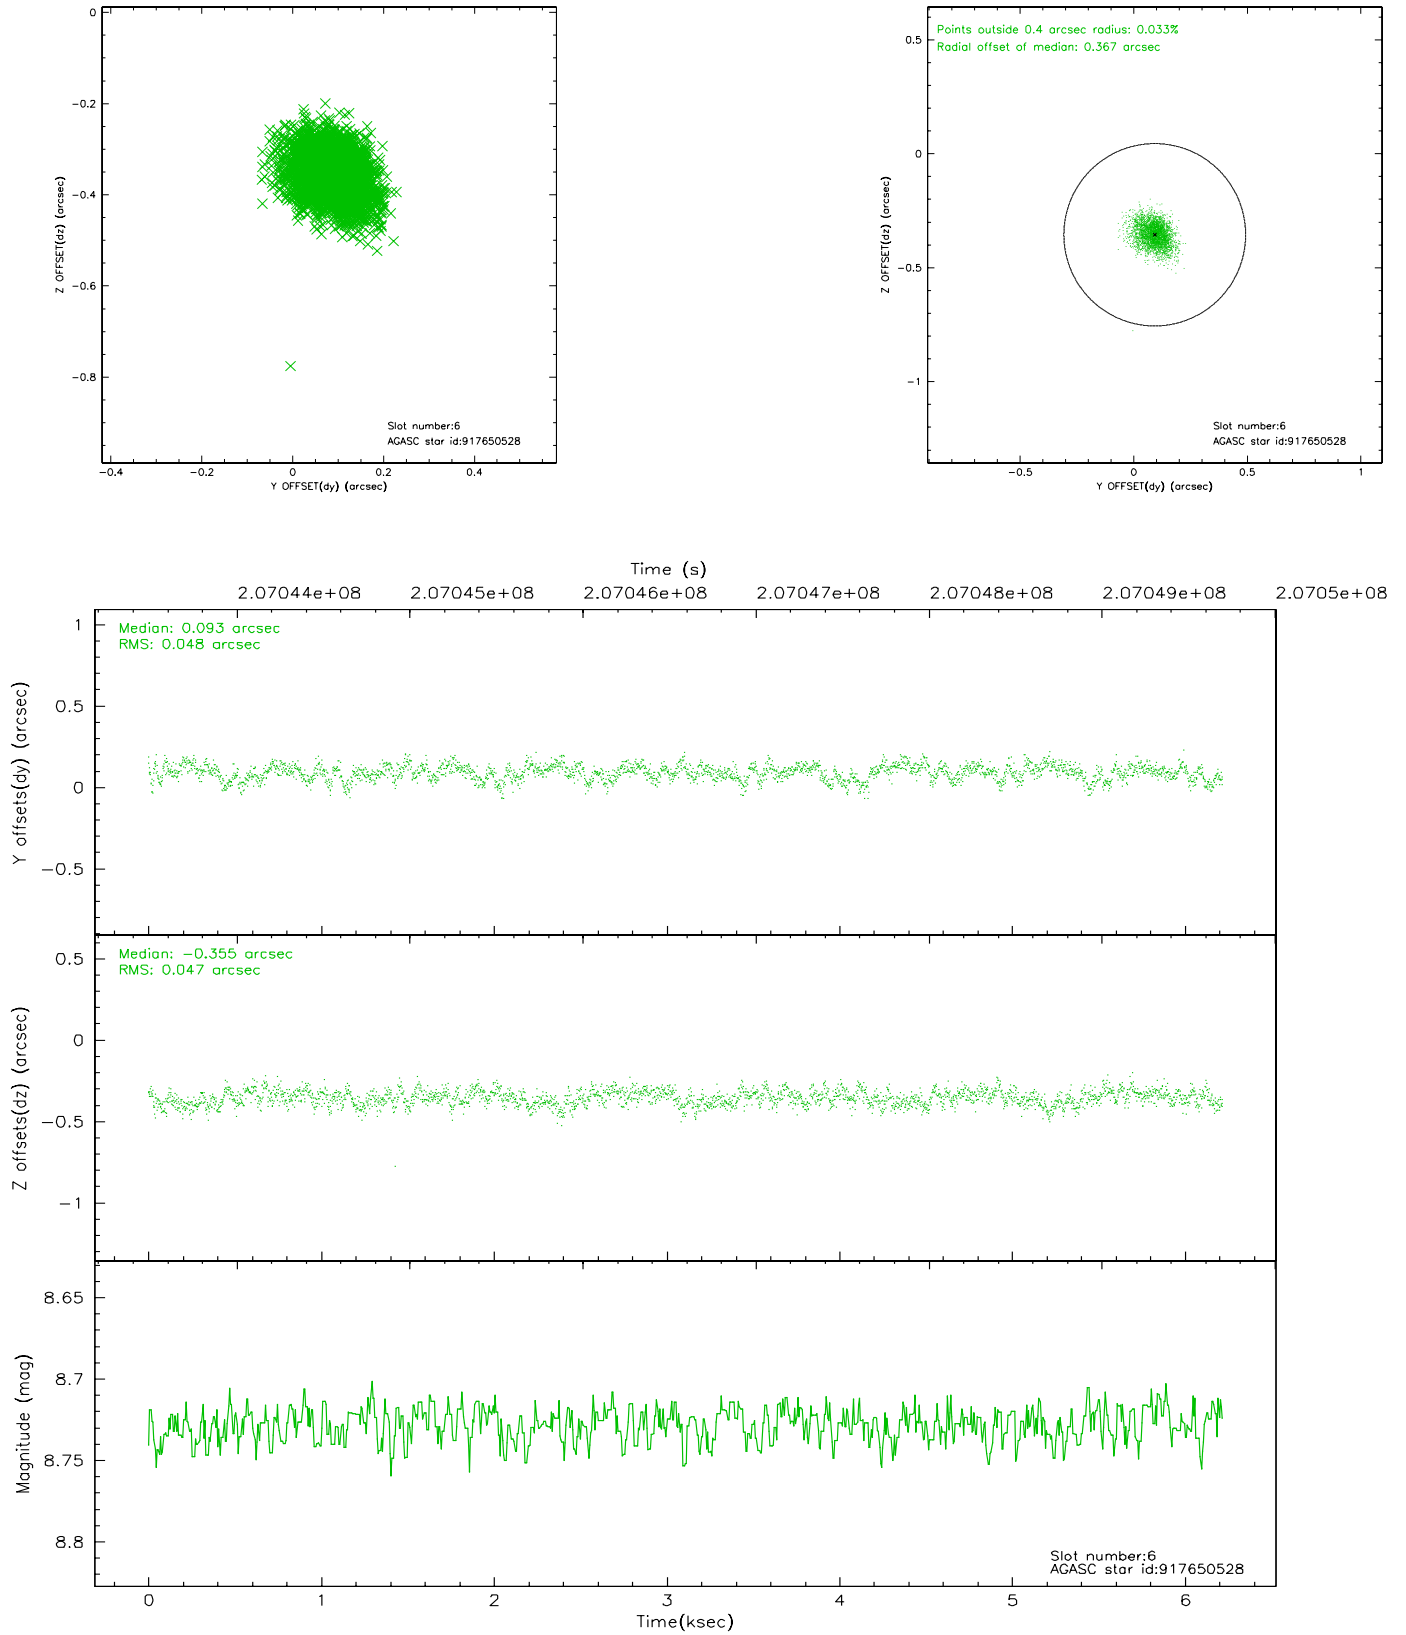 0
−0.2
−0.4
−0.6
−0.8
Z OFFSET(dz) (arcsec)
Slot number:6
AGASC star id:917650528
−0.4 −0.2 0 0.2 0.4
Y OFFSET(dy) (arcsec)
Points outside 0.4 arcsec radius: 0.033%
Radial offset of median: 0.367 arcsec
0.5
0
−0.5
−1
Z OFFSET(dz) (arcsec)
Slot number:6
AGASC star id:917650528
−0.5 0 0.5 1
Y OFFSET(dy) (arcsec)
Time (s)
2.07044e+08 2.07045e+08 2.07046e+08 2.07047e+08 2.07048e+08 2.07049e+08 2.0705e+08
Median: 0.093 arcsec
RMS: 0.048 arcsec
1
0.5
0
−0.5
Y offsets(dy) (arcsec)
Median: −0.355 arcsec
RMS: 0.047 arcsec
0.5
0
−0.5
−1
Z offsets(dz) (arcsec)
8.65
8.7
8.75
8.8
Magnitude (mag)
Slot number:6
AGASC star id:917650528
0 1 2 3 4 5 6
Time(ksec)